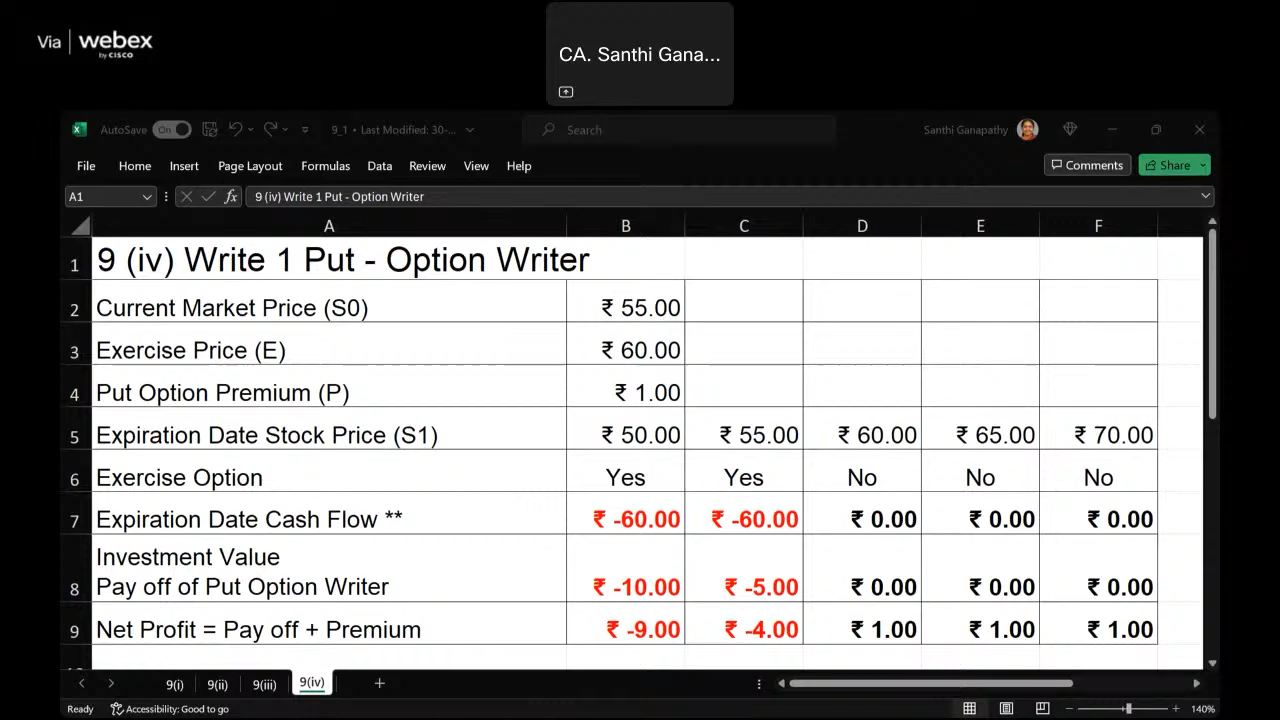 Via webex
by CISCO
CA. Santhi Gana...
AutoSave On 9_1 • Last Modified: 30-... Search Santhi Ganapathy
File Home Insert Page Layout Formulas Data Review View Help Comments Share
A1 fx 9 (iv) Write 1 Put - Option Writer
A B C D E F
1 9 (iv) Write 1 Put - Option Writer
2 Current Market Price (S0) ₹ 55.00
3 Exercise Price (E) ₹ 60.00
4 Put Option Premium (P) ₹ 1.00
5 Expiration Date Stock Price (S1) ₹ 50.00 ₹ 55.00 ₹ 60.00 ₹ 65.00 ₹ 70.00
6 Exercise Option Yes Yes No No No
7 Expiration Date Cash Flow ** ₹ -60.00 ₹ -60.00 ₹ 0.00 ₹ 0.00 ₹ 0.00
Investment Value
8 Pay off of Put Option Writer ₹ -10.00 ₹ -5.00 ₹ 0.00 ₹ 0.00 ₹ 0.00
9 Net Profit = Pay off + Premium ₹ -9.00 ₹ -4.00 ₹ 1.00 ₹ 1.00 ₹ 1.00
9(i) 9(ii) 9(iii) 9(iv)
Ready Accessibility: Good to go 140%